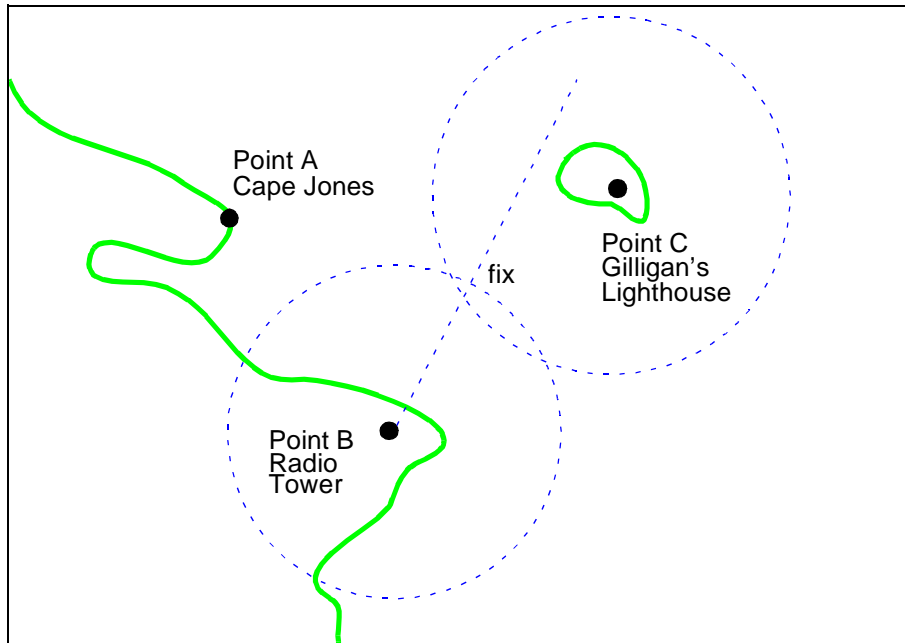 Point A
Cape Jones
fix
Point C
Gilligan's
Lighthouse
Point B
Radio
Tower